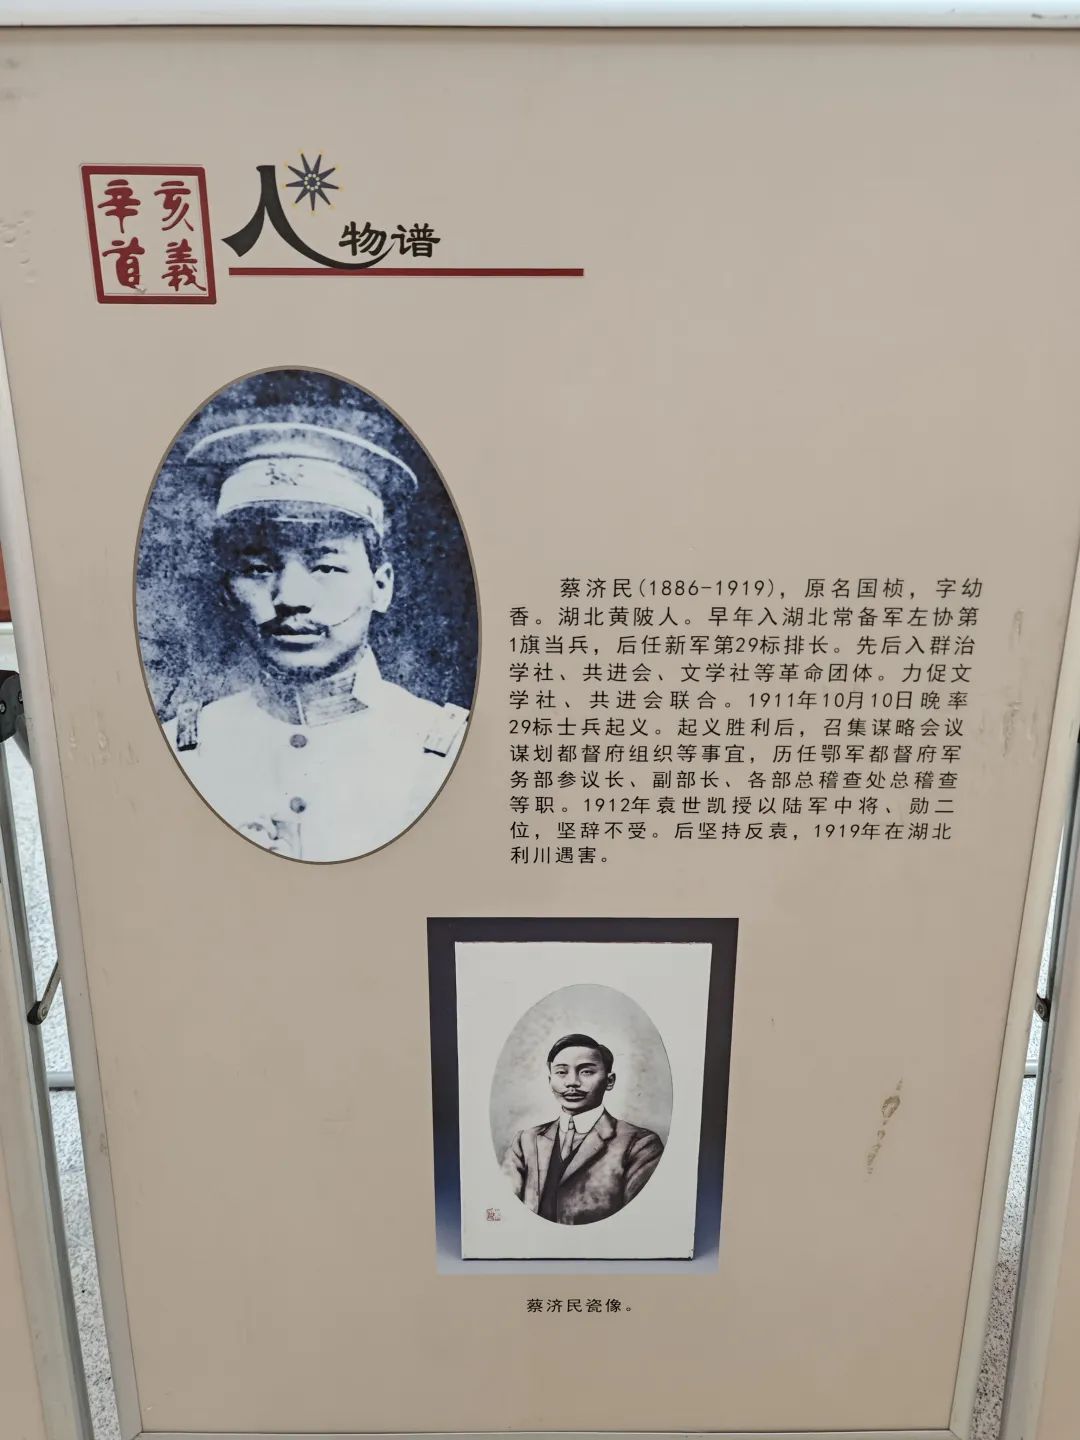 辛亥
首義
人物谱
蔡济民(1886-1919)，原名国桢，字幼
香。湖北黄陂人。早年入湖北常备军左协第
1旗当兵，后任新军第29标排长。先后入群治
学社、共进会、文学社等革命团体。力促文
学社、共进会联合。1911年10月10日晚率
29标士兵起义。起义胜利后，召集谋略会议
谋划都督府组织等事宜，历任鄂军都督府军
务部参议长、副部长、各部总稽查处总稽查
等职。1912年袁世凯授以陆军中将、勋二
位，坚辞不受。后坚持反袁，1919年在湖北
利川遇害。
蔡济民瓷像。